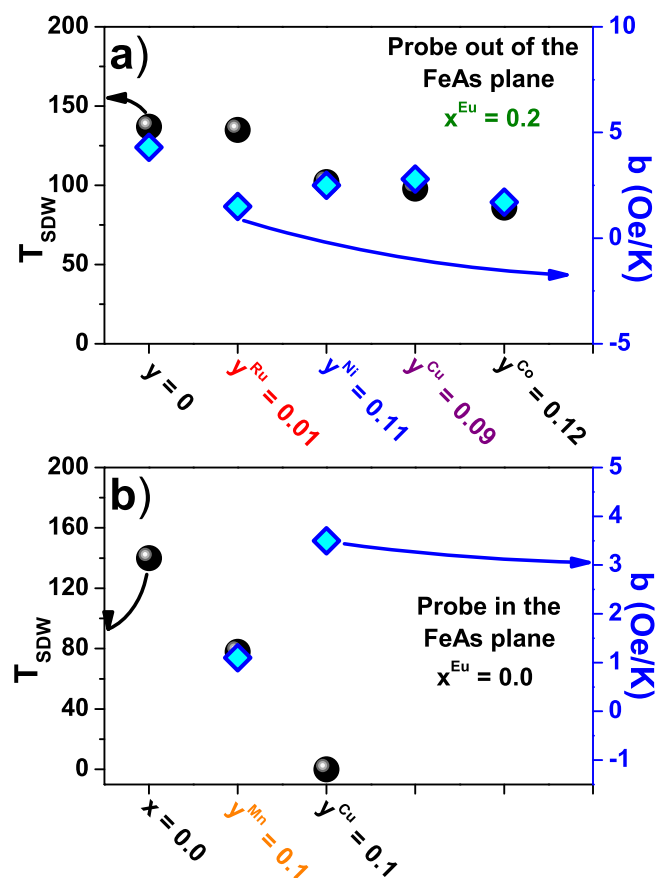 200
150
100
50
0
T_SDW
a)
Probe out of the
FeAs plane
x^Eu = 0.2
10
5
0
-5
b (Oe/K)
y = 0
y^Ru = 0.01
y^Ni = 0.11
y^Cu = 0.09
y^Co = 0.12
200
160
120
80
40
0
T_SDW
b)
Probe in the
FeAs plane
x^Eu = 0.0
5
4
3
2
1
0
-1
b (Oe/K)
x = 0.0
y^Mn = 0.1
y^Cu = 0.1